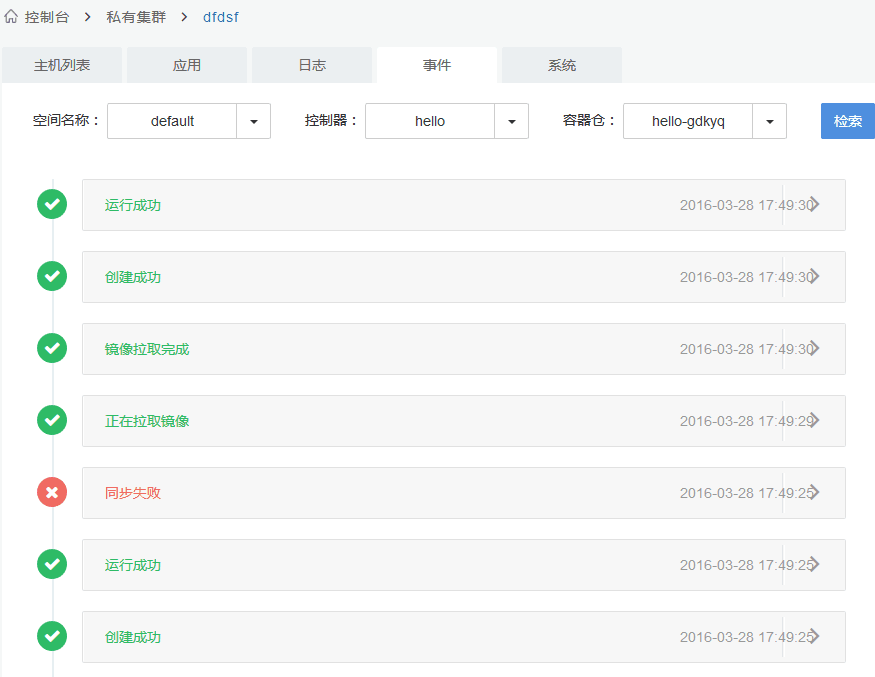 控制台 > 私有集群 > dfdsf
主机列表 应用 日志 事件 系统
空间名称： default 控制器： hello 容器仓： hello-gdkyq 检索
运行成功 2016-03-28 17:49:30
创建成功 2016-03-28 17:49:30
镜像拉取完成 2016-03-28 17:49:30
正在拉取镜像 2016-03-28 17:49:29
同步失败 2016-03-28 17:49:25
运行成功 2016-03-28 17:49:25
创建成功 2016-03-28 17:49:25